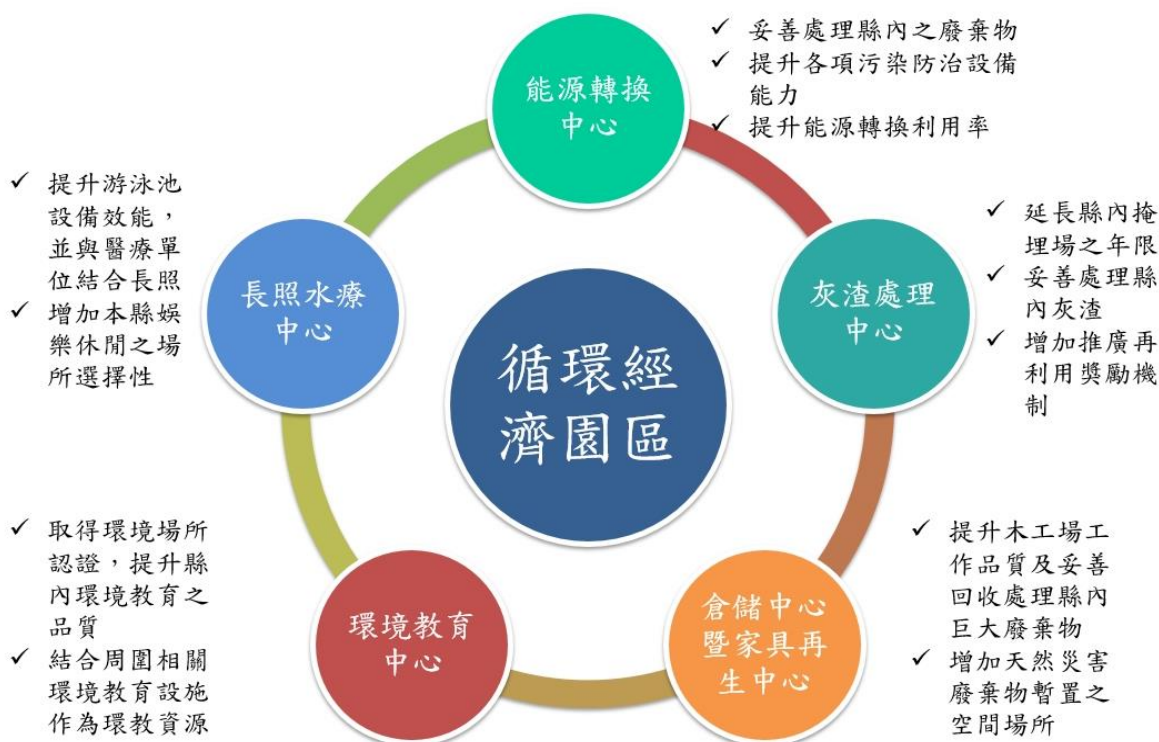 能源轉換
中心
✓ 妥善處理縣內之廢棄物
✓ 提升各項污染防治設備
能力
✓ 提升能源轉換利用率
✓ 提升游泳池
設備效能，
並與醫療單
位結合長照
✓ 增加本縣娛
樂休閒之場
所選擇性
長照水療
中心
灰渣處理
中心
✓ 延長縣內掩
埋場之年限
✓ 妥善處理縣
內灰渣
✓ 增加推廣再
利用獎勵機
制
循環經
濟園區
✓ 取得環境場所
認證，提升縣
內環境教育之
品質
✓ 結合周圍相關
環境教育設施
作為環教資源
環境教育
中心
倉儲中心
暨家具再
生中心
✓ 提升木工場工
作品質及妥善
回收處理縣內
巨大廢棄物
✓ 增加天然災害
廢棄物暫置之
空間場所